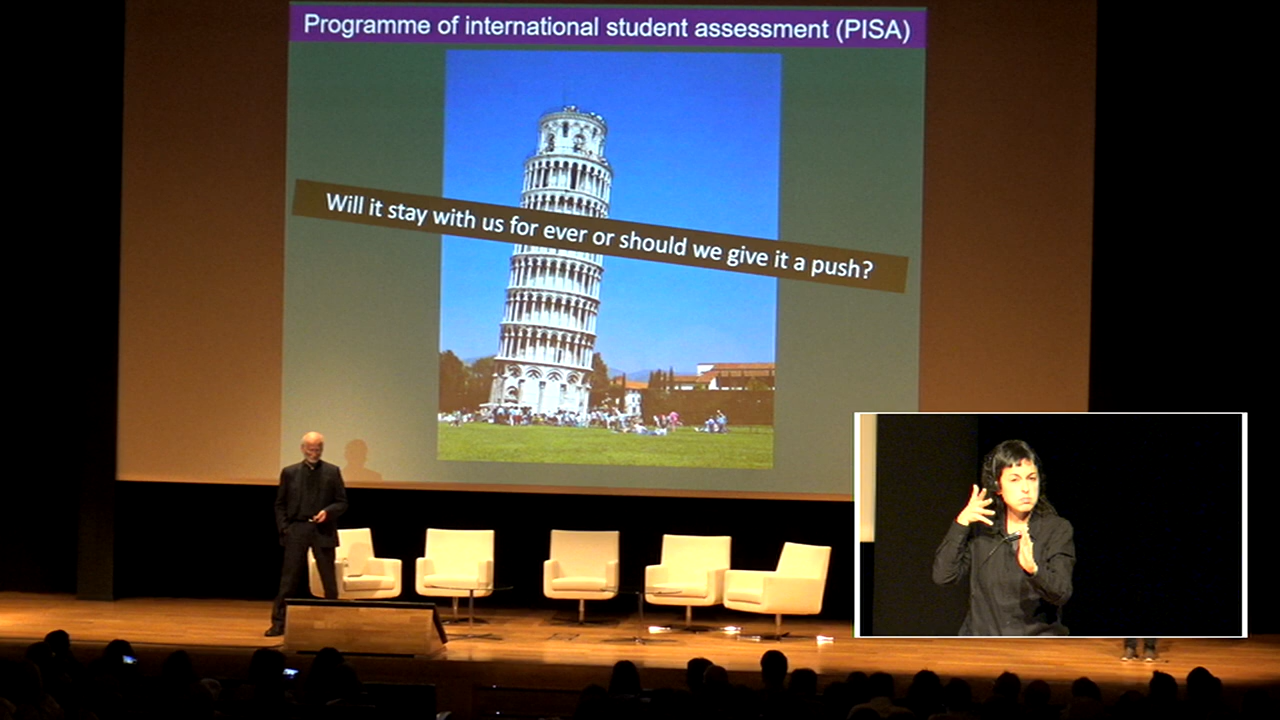 Programme of international student assessment (PISA)
Will it stay with us for ever or should we give it a push?